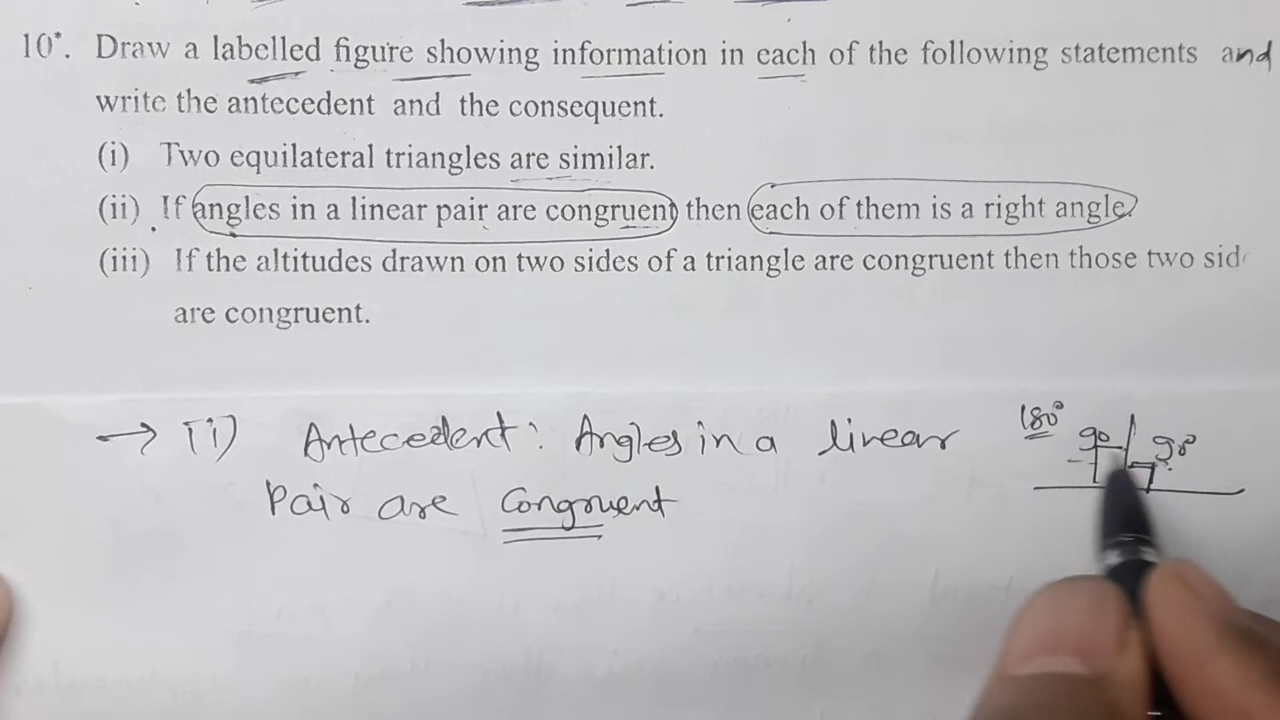 10*. Draw a labelled figure showing information in each of the following statements and
write the antecedent and the consequent.
(i) Two equilateral triangles are similar.
(ii) If angles in a linear pair are congruent then each of them is a right angle.
(iii) If the altitudes drawn on two sides of a triangle are congruent then those two
are congruent.
→ (i) Antecedent: Angles in a linear
Pair are Congruent
180°
90 90°